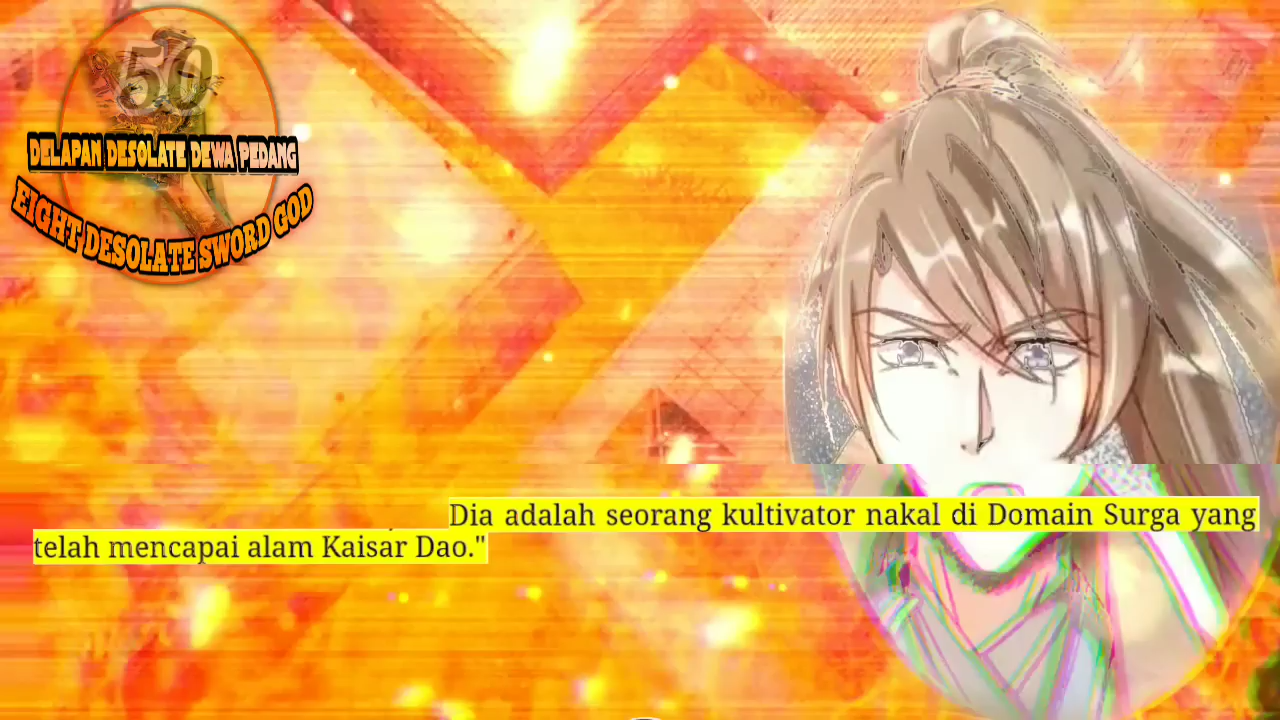 50
DELAPAN DESOLATE DEWA PEDANG
EIGHT DESOLATE SWORD GOD
Dia adalah seorang kultivator nakal di Domain Surga yang
telah mencapai alam Kaisar Dao."